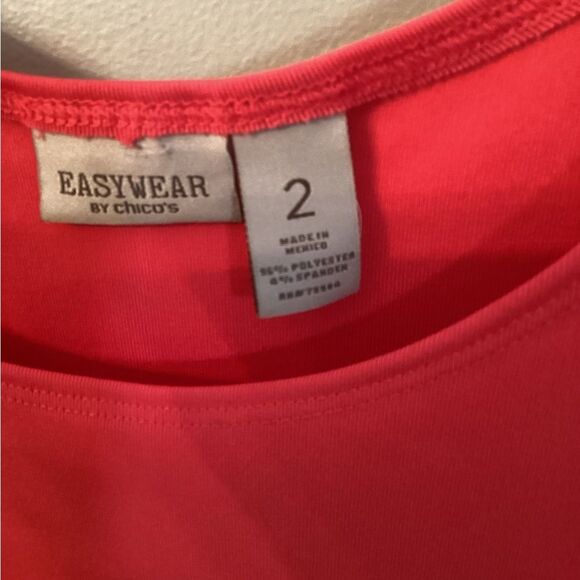 EASYWEAR
BY chico's
2
MADE IN
MEXICO
% POLYESTER
% SPANDEX